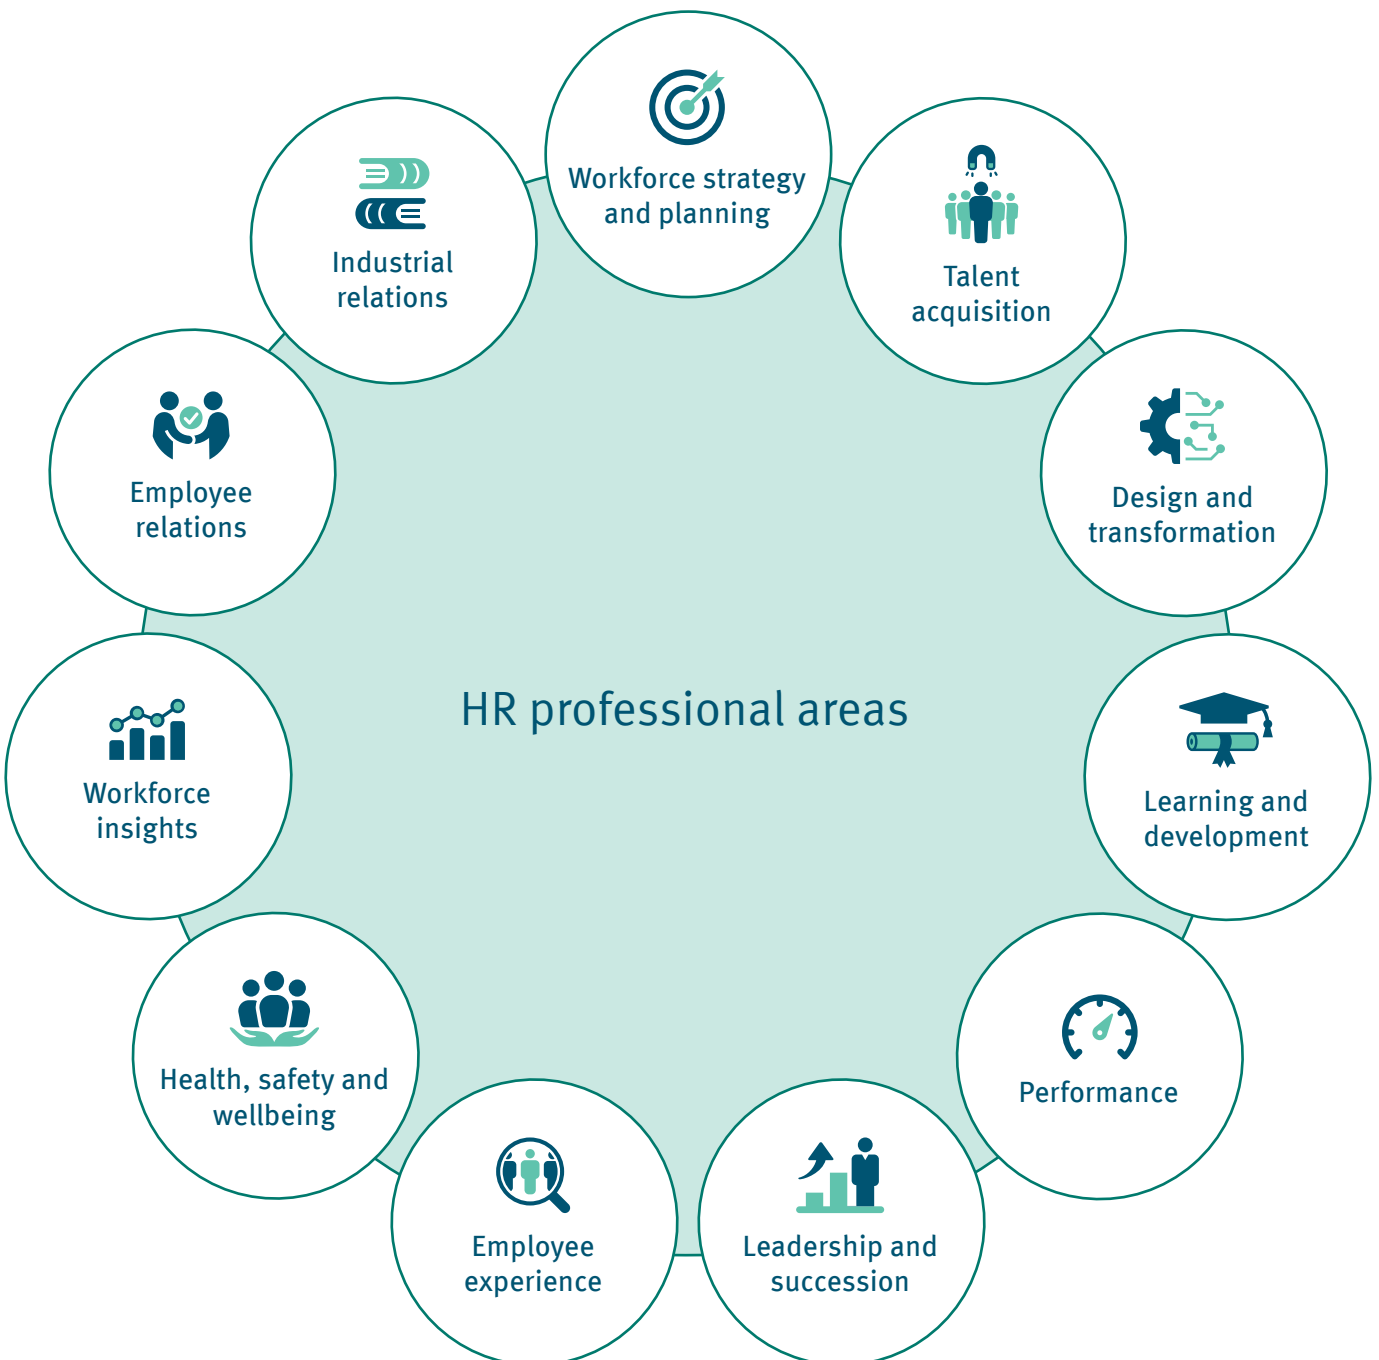 Workforce strategy
and planning
Talent
acquisition
Design and
transformation
Learning and
development
Performance
Leadership and
succession
Employee
experience
Health, safety and
wellbeing
Workforce
insights
Employee
relations
Industrial
relations
HR professional areas